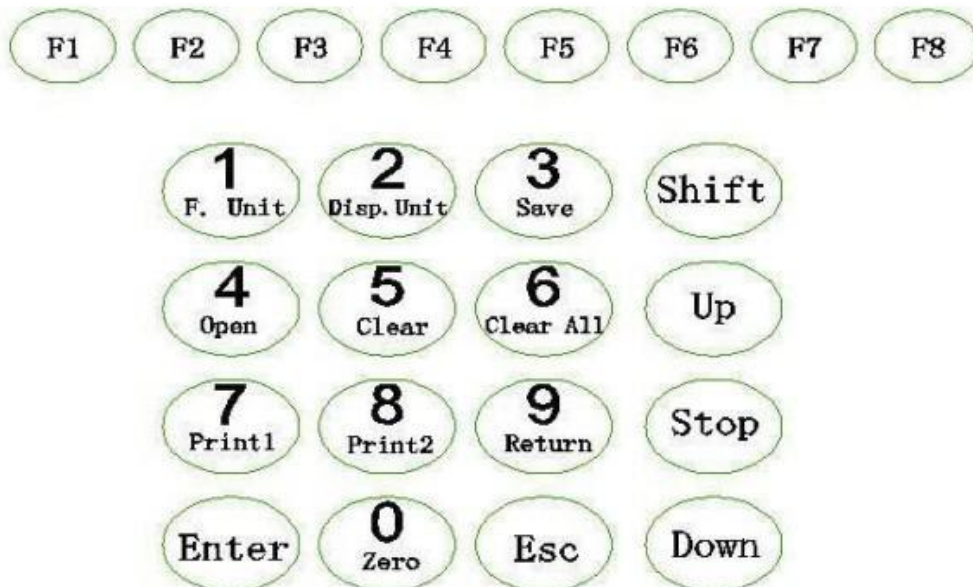 F1 F2 F3 F4 F5 F6 F7 F8
1 2 3 Shift
F. Unit Disp.Unit Save
4 5 6 Up
Open Clear Clear All
7 8 9 Stop
Print1 Print2 Return
Enter 0 Esc Down
Zero